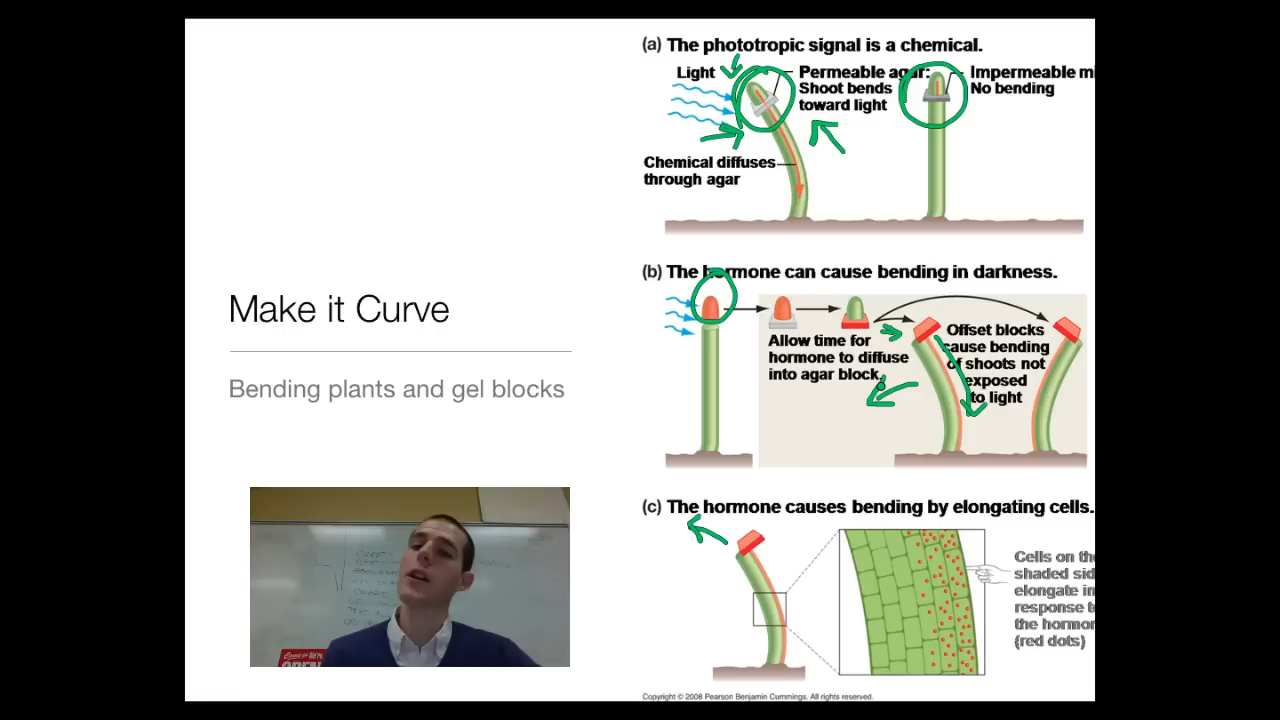 (a) The phototropic signal is a chemical.
Light
Permeable agar:
Shoot bends
toward light
Impermeable mi
No bending
Chemical diffuses
through agar
(b) The hormone can cause bending in darkness.
Allow time for
hormone to diffuse
into agar block.
Offset blocks
cause bending
of shoots not
exposed
to light
Make it Curve
Bending plants and gel blocks
(c) The hormone causes bending by elongating cells.
Cells on the
shaded sid
elongate in
response t
the hormor
(red dots)
OPEN
Copyright © 2008 Pearson Benjamin Cummings. All rights reserved.